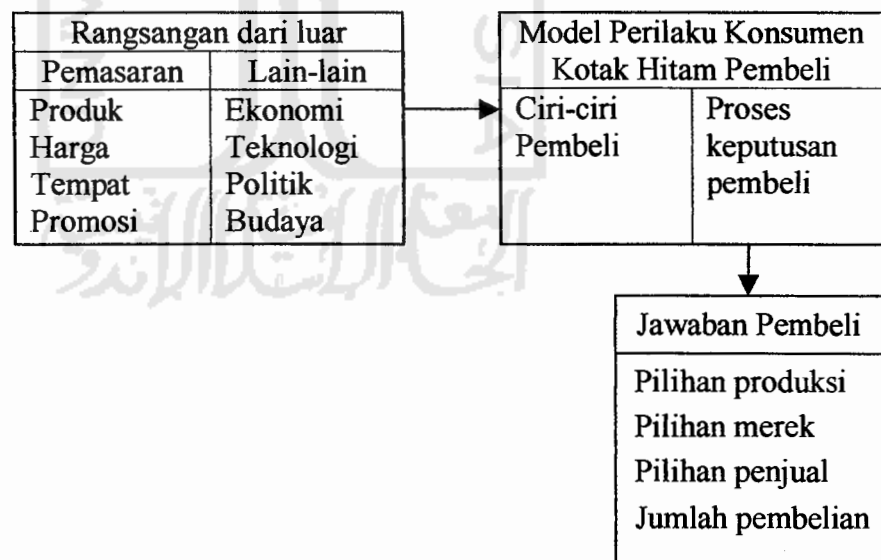 Rangsangan dari luar
Pemasaran Lain-lain
Produk Ekonomi
Harga Teknologi
Tempat Politik
Promosi Budaya
Model Perilaku Konsumen
Kotak Hitam Pembeli
Ciri-ciri Proses
Pembeli keputusan
pembeli
Jawaban Pembeli
Pilihan produksi
Pilihan merek
Pilihan penjual
Jumlah pembelian